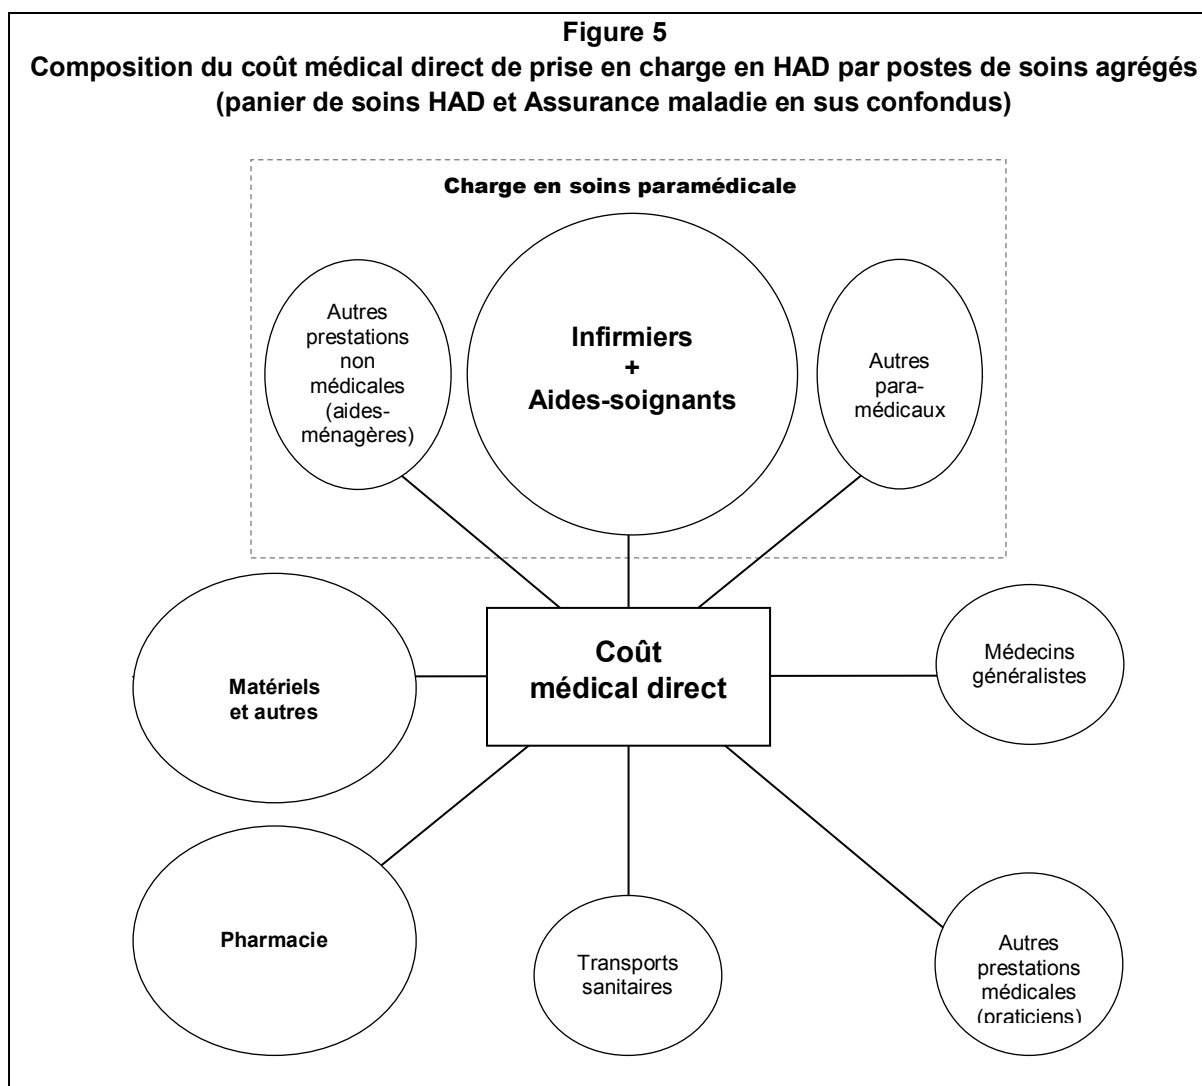 Figure 5
Composition du coût médical direct de prise en charge en HAD par postes de soins agrégés
(panier de soins HAD et Assurance maladie en sus confondus)
Charge en soins paramédicale
Autres
prestations
non
médicales
(aides-
ménagères)
Infirmiers
+
Aides-soignants
Autres
para-
médicaux
Coût
médical direct
Matériels
et autres
Médecins
généralistes
Pharmacie
Transports
sanitaires
Autres
prestations
médicales
(praticiens)